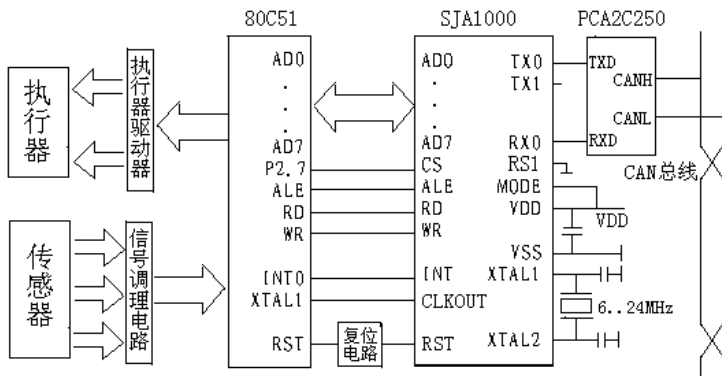 80C51
SJA1000
PCA2C250
执行器
执行器驱动器
传感器
信号调理电路
AD0
.
.
.
AD7
P2.7
ALE
RD
WR
INT0
XTAL1
RST
复位
电路
AD0
.
.
.
AD7
CS
ALE
RD
WR
INT
CLKOUT
RST
TX0
TX1
RX0
RS1
MODE
VDD
VSS
XTAL1
XTAL2
TXD
CANH
CANL
RXD
CAN总线
VDD
6..24MHz